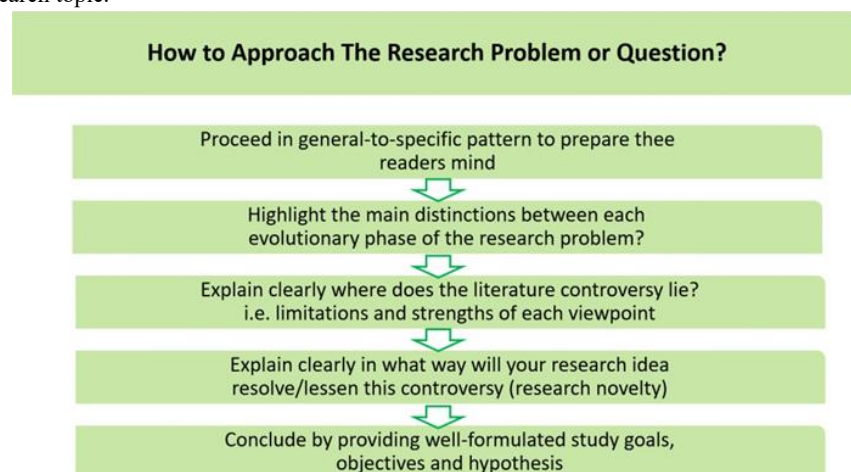 earch topic.
How to Approach The Research Problem or Question?
Proceed in general-to-specific pattern to prepare thee
readers mind
Highlight the main distinctions between each
evolutionary phase of the research problem?
Explain clearly where does the literature controversy lie?
i.e. limitations and strengths of each viewpoint
Explain clearly in what way will your research idea
resolve/lessen this controversy (research novelty)
Conclude by providing well-formulated study goals,
objectives and hypothesis